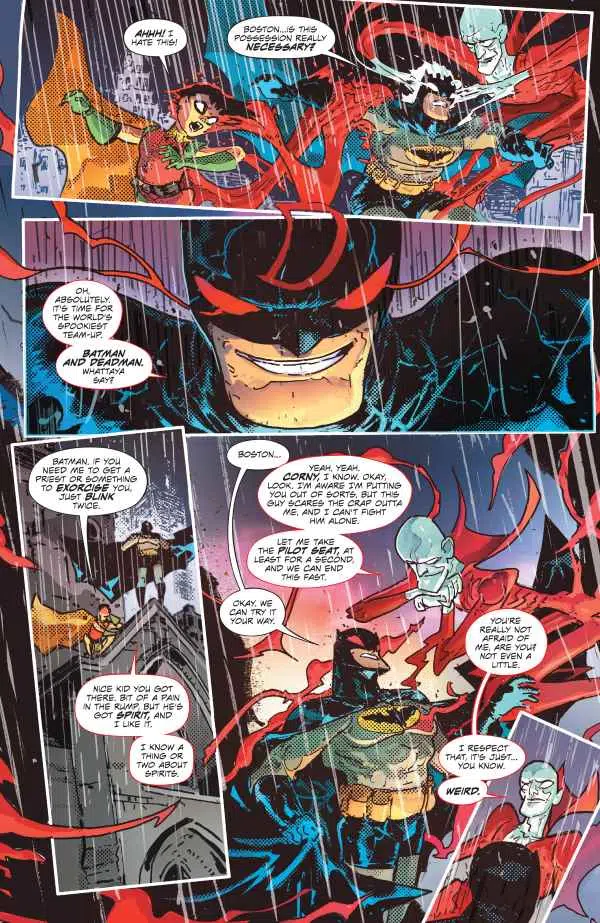 AHHH! I
HATE THIS!
BOSTON...IS THIS
POSSESSION REALLY
NECESSARY?
OH,
ABSOLUTELY.
IT'S TIME FOR
THE WORLD'S
SPOOKIEST
TEAM-UP.
BATMAN
AND DEADMAN.
WHATTAYA
SAY?
BATMAN. IF YOU
NEED ME TO GET A
PRIEST OR SOMETHING
TO EXORCISE YOU,
JUST BLINK
TWICE.
NICE KID YOU GOT
THERE. BIT OF A PAIN
IN THE RUMP, BUT HE'S
GOT SPIRIT, AND
I LIKE IT.
I KNOW A
THING OR
TWO ABOUT
SPIRITS.
BOSTON...
YEAH, YEAH.
CORNY, I KNOW. OKAY,
LOOK, I'M AWARE I'M PUTTING
YOU OUT OF SORTS, BUT THIS
GUY SCARES THE CRAP OUTTA
ME, AND I CAN'T FIGHT
HIM ALONE.
LET ME TAKE
THE PILOT SEAT, AT
LEAST FOR A SECOND,
AND WE CAN END
THIS FAST.
OKAY. WE
CAN TRY IT
YOUR WAY.
YOU'RE
REALLY NOT
AFRAID OF
ME, ARE YOU?
NOT EVEN A
LITTLE.
I RESPECT
THAT, IT'S JUST...
YOU KNOW.
WEIRD.